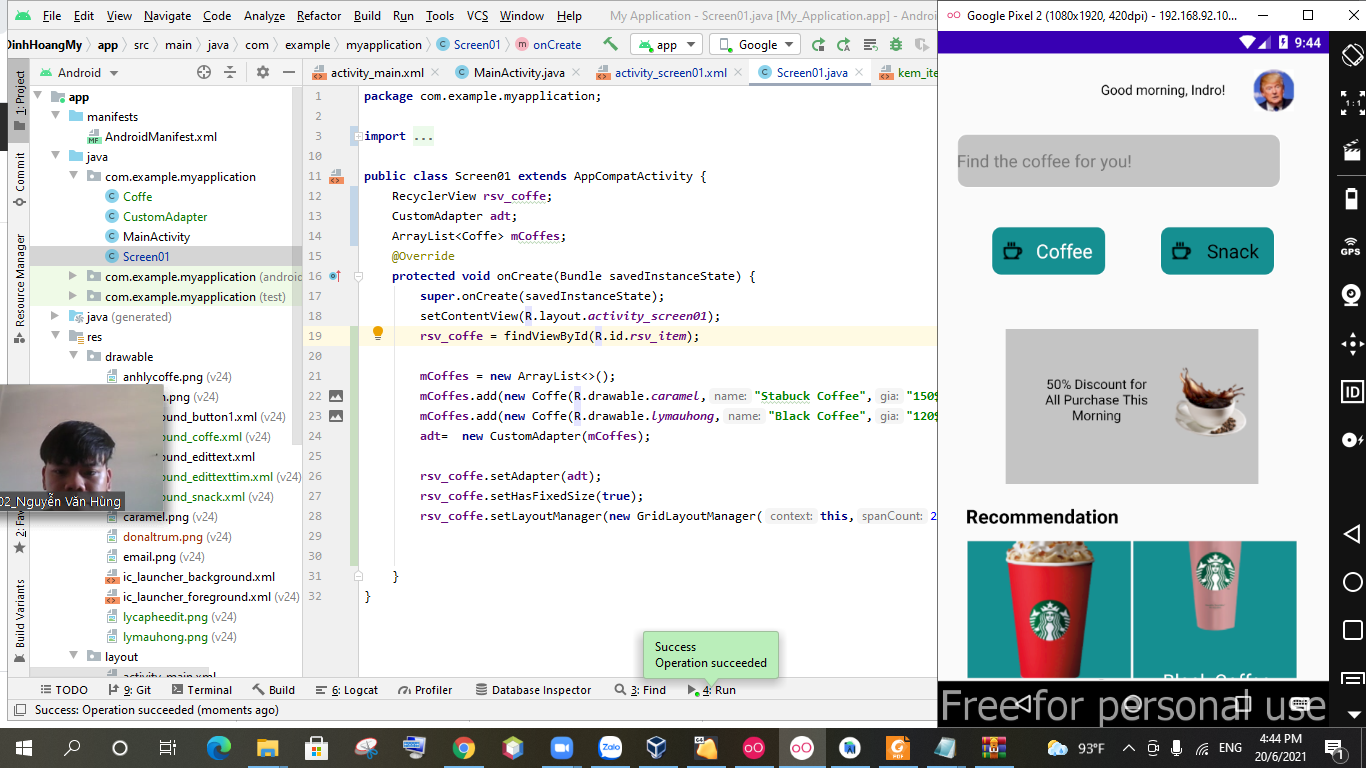 File Edit View Navigate Code Analyze Refactor Build Run Tools VCS Window Help My Application - Screen01.java [My_Application.app] - Androi
DinhHoangMy app src main java com example myapplication Screen01 onCreate app Google
Android
activity_main.xml MainActivity.java activity_screen01.xml Screen01.java kem_ite
1: Project
Commit
Resource Manager
2: Fav
Build Variants
app
manifests
AndroidManifest.xml
java
com.example.myapplication
Coffe
CustomAdapter
MainActivity
Screen01
com.example.myapplication (android
com.example.myapplication (test)
java (generated)
res
drawable
anhlycoffe.png (v24)
.png (v24)
ound_button1.xml (v24)
ound_coffe.xml (v24)
ound_edittext.xml (v24)
ound_edittexttim.xml (v24)
ound_snack.xml (v24)
caramel.png (v24)
donaltrum.png (v24)
email.png (v24)
ic_launcher_background.xml
ic_launcher_foreground.xml (v24)
lycapheedit.png (v24)
lymauhong.png (v24)
layout
activity_main.xml
02_Nguyễn Văn Hùng
1 package com.example.myapplication;
2
3 import ...
10
11 public class Screen01 extends AppCompatActivity {
12 RecyclerView rsv_coffe;
13 CustomAdapter adt;
14 ArrayList<Coffe> mCoffes;
15 @Override
16 protected void onCreate(Bundle savedInstanceState) {
17 super.onCreate(savedInstanceState);
18 setContentView(R.layout.activity_screen01);
19 rsv_coffe = findViewById(R.id.rsv_item);
20
21 mCoffes = new ArrayList<>();
22 mCoffes.add(new Coffe(R.drawable.caramel, name: "Stabuck Coffee", gia: "150$
23 mCoffes.add(new Coffe(R.drawable.lymauhong, name: "Black Coffee", gia: "120$
24 adt= new CustomAdapter(mCoffes);
25
26 rsv_coffe.setAdapter(adt);
27 rsv_coffe.setHasFixedSize(true);
28 rsv_coffe.setLayoutManager(new GridLayoutManager( context: this, spanCount: 2
29
30
31 }
32 }
Success
Operation succeeded
TODO 9: Git Terminal Build 6: Logcat Profiler Database Inspector 3: Find 4: Run
Success: Operation succeeded (moments ago)
Google Pixel 2 (1080x1920, 420dpi) - 192.168.92.10...
9:44
Good morning, Indro!
Find the coffee for you!
Coffee Snack
50% Discount for
All Purchase This
Morning
Recommendation
Free for personal use
1 : 1
GPS
ID
64
Zalo
PDF
93°F ENG 4:44 PM
20/6/2021
1